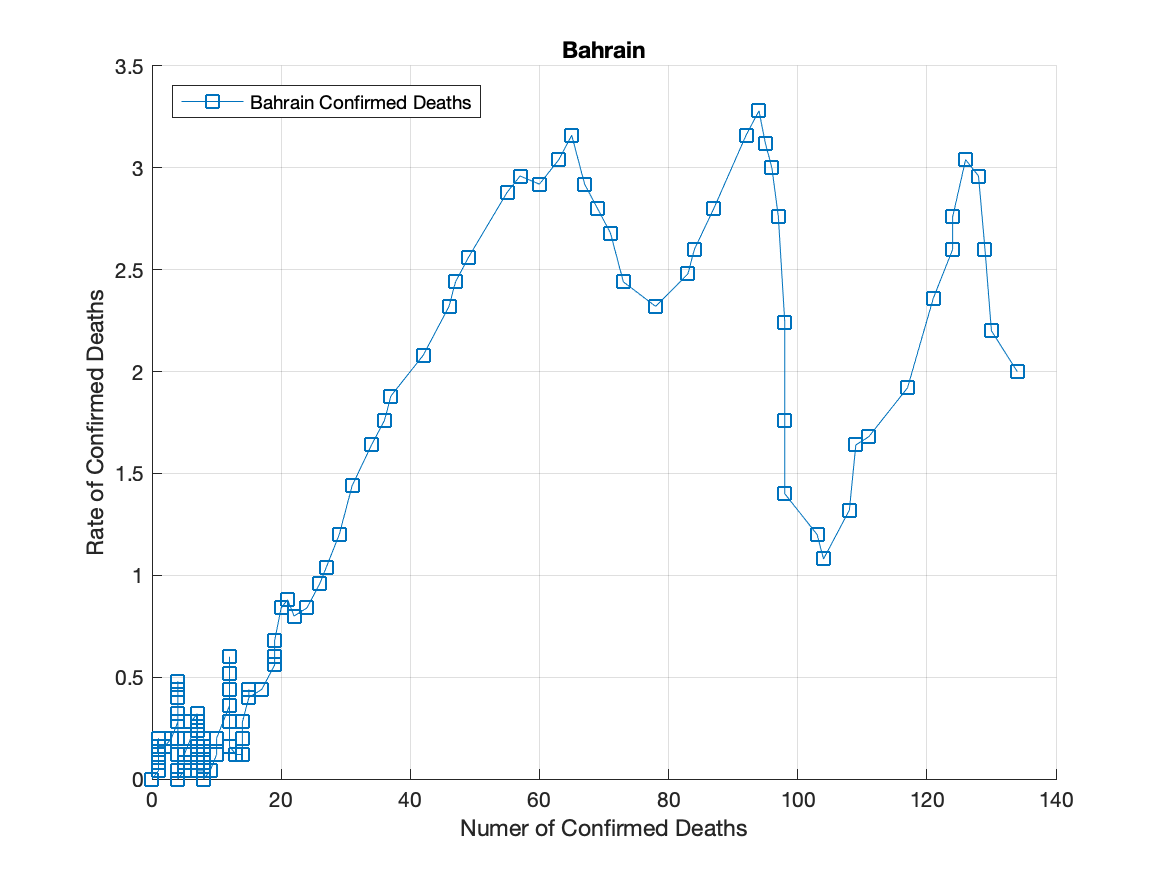 Bahrain
Bahrain Confirmed Deaths
Rate of Confirmed Deaths
3.5
3
2.5
2
1.5
1
0.5
0
0 20 40 60 80 100 120 140
Numer of Confirmed Deaths